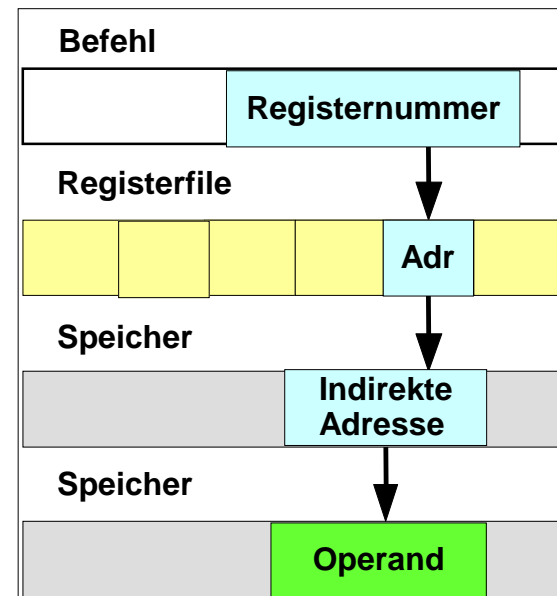 Befehl
Registernummer
Registerfile
Adr
Speicher
Indirekte
Adresse
Speicher
Operand